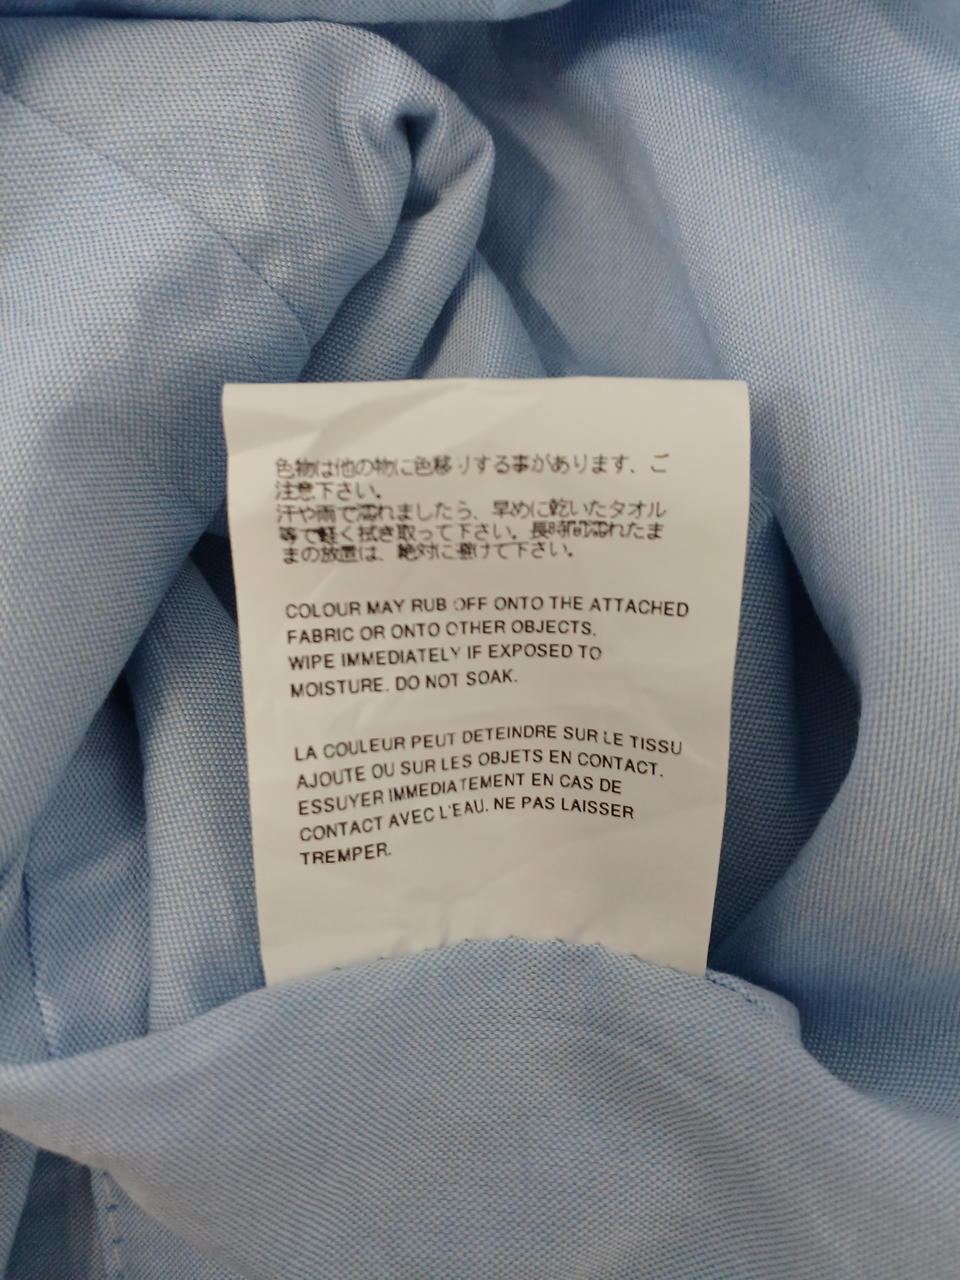 色物は他の物に色移りする事があります、ご
注意下さい。
汗や雨で濡れましたら、早めに乾いたタオル
等で軽く拭き取って下さい。長時間濡れたま
まの放置は、絶対に避けて下さい。
COLOUR MAY RUB OFF ONTO THE ATTACHED
FABRIC OR ONTO OTHER OBJECTS.
WIPE IMMEDIATELY IF EXPOSED TO
MOISTURE. DO NOT SOAK.
LA COULEUR PEUT DETEINDRE SUR LE TISSU
AJOUTE OU SUR LES OBJETS EN CONTACT.
ESSUYER IMMEDIATEMENT EN CAS DE
CONTACT AVEC L'EAU. NE PAS LAISSER
TREMPER.